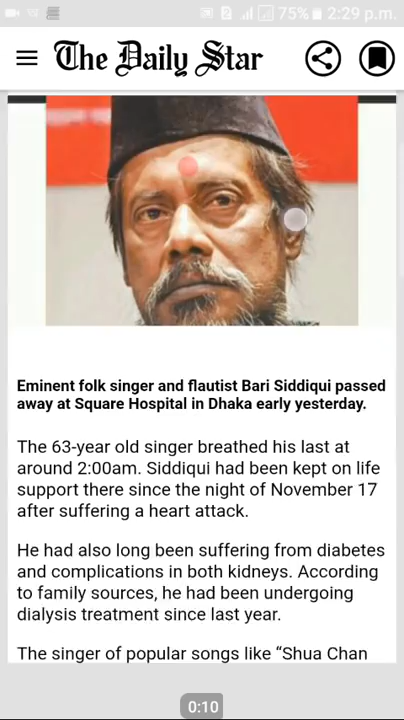 75% 2:29 p.m.
The Daily Star
Eminent folk singer and flautist Bari Siddiqui passed
away at Square Hospital in Dhaka early yesterday.
The 63-year old singer breathed his last at
around 2:00am. Siddiqui had been kept on life
support there since the night of November 17
after suffering a heart attack.
He had also long been suffering from diabetes
and complications in both kidneys. According
to family sources, he had been undergoing
dialysis treatment since last year.
The singer of popular songs like “Shua Chan
0:10